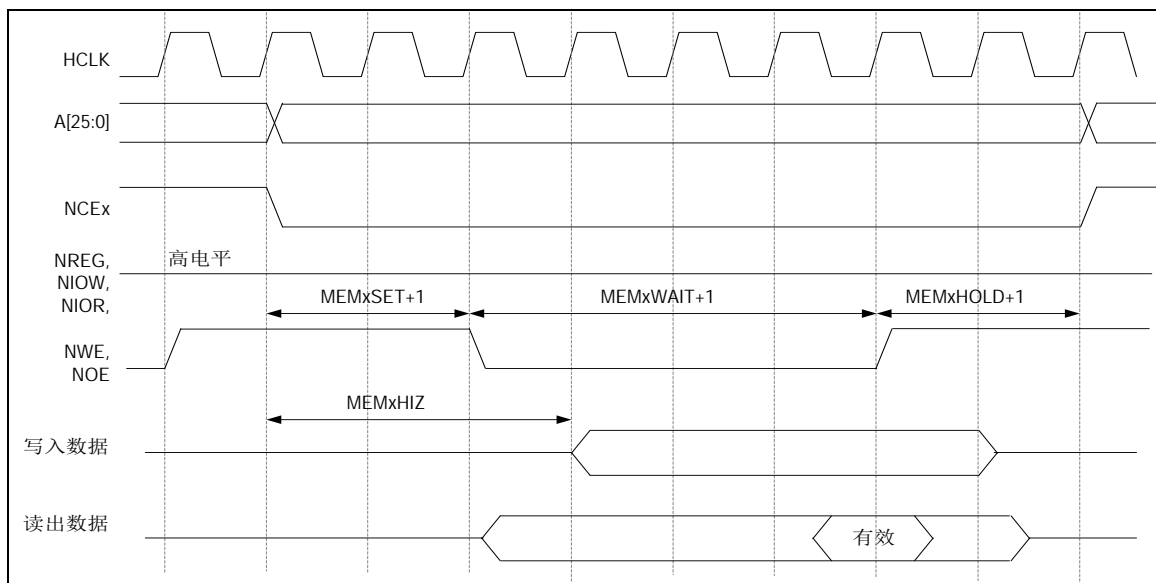 HCLK
A[25:0]
NCEx
NREG,
NIOW,
NIOR,
高电平
MEMxSET+1
MEMxWAIT+1
MEMxHOLD+1
NWE,
NOE
MEMxHIZ
写入数据
读出数据
有效